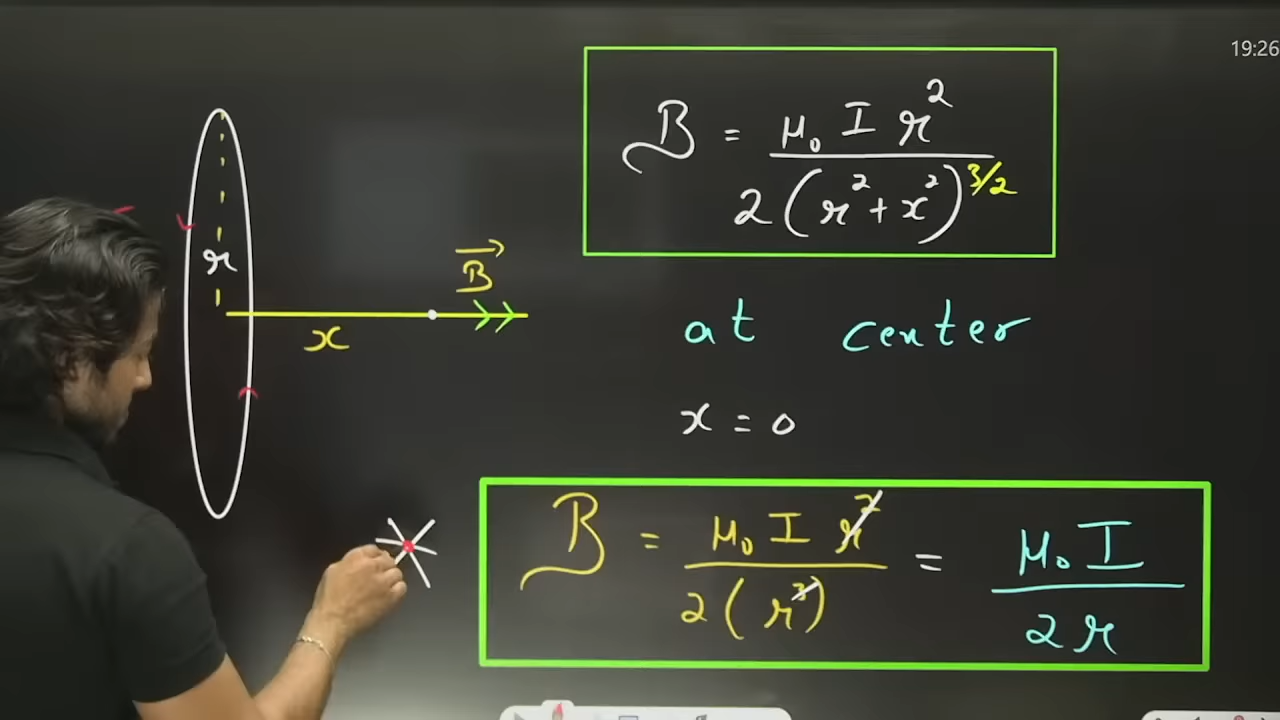 19:26
B = μ₀ I r² / 2(r² + x²)^3/2
r
B⃗
x
at center
x = 0
B = μ₀ I r² / 2(r³) = μ₀ I / 2r